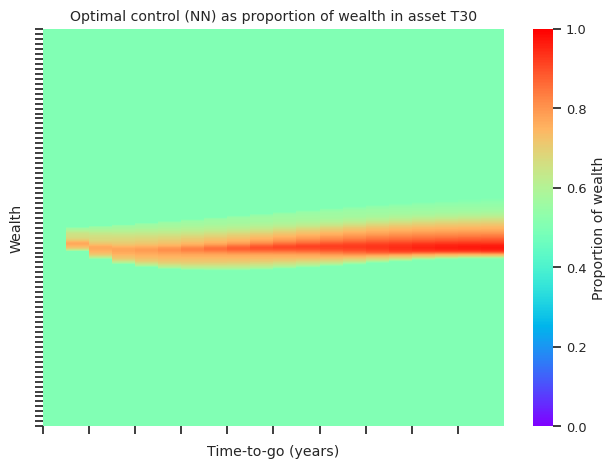 Optimal control (NN) as proportion of wealth in asset T30
Wealth
Time-to-go (years)
1.0
0.8
0.6
0.4
0.2
0.0
Proportion of wealth